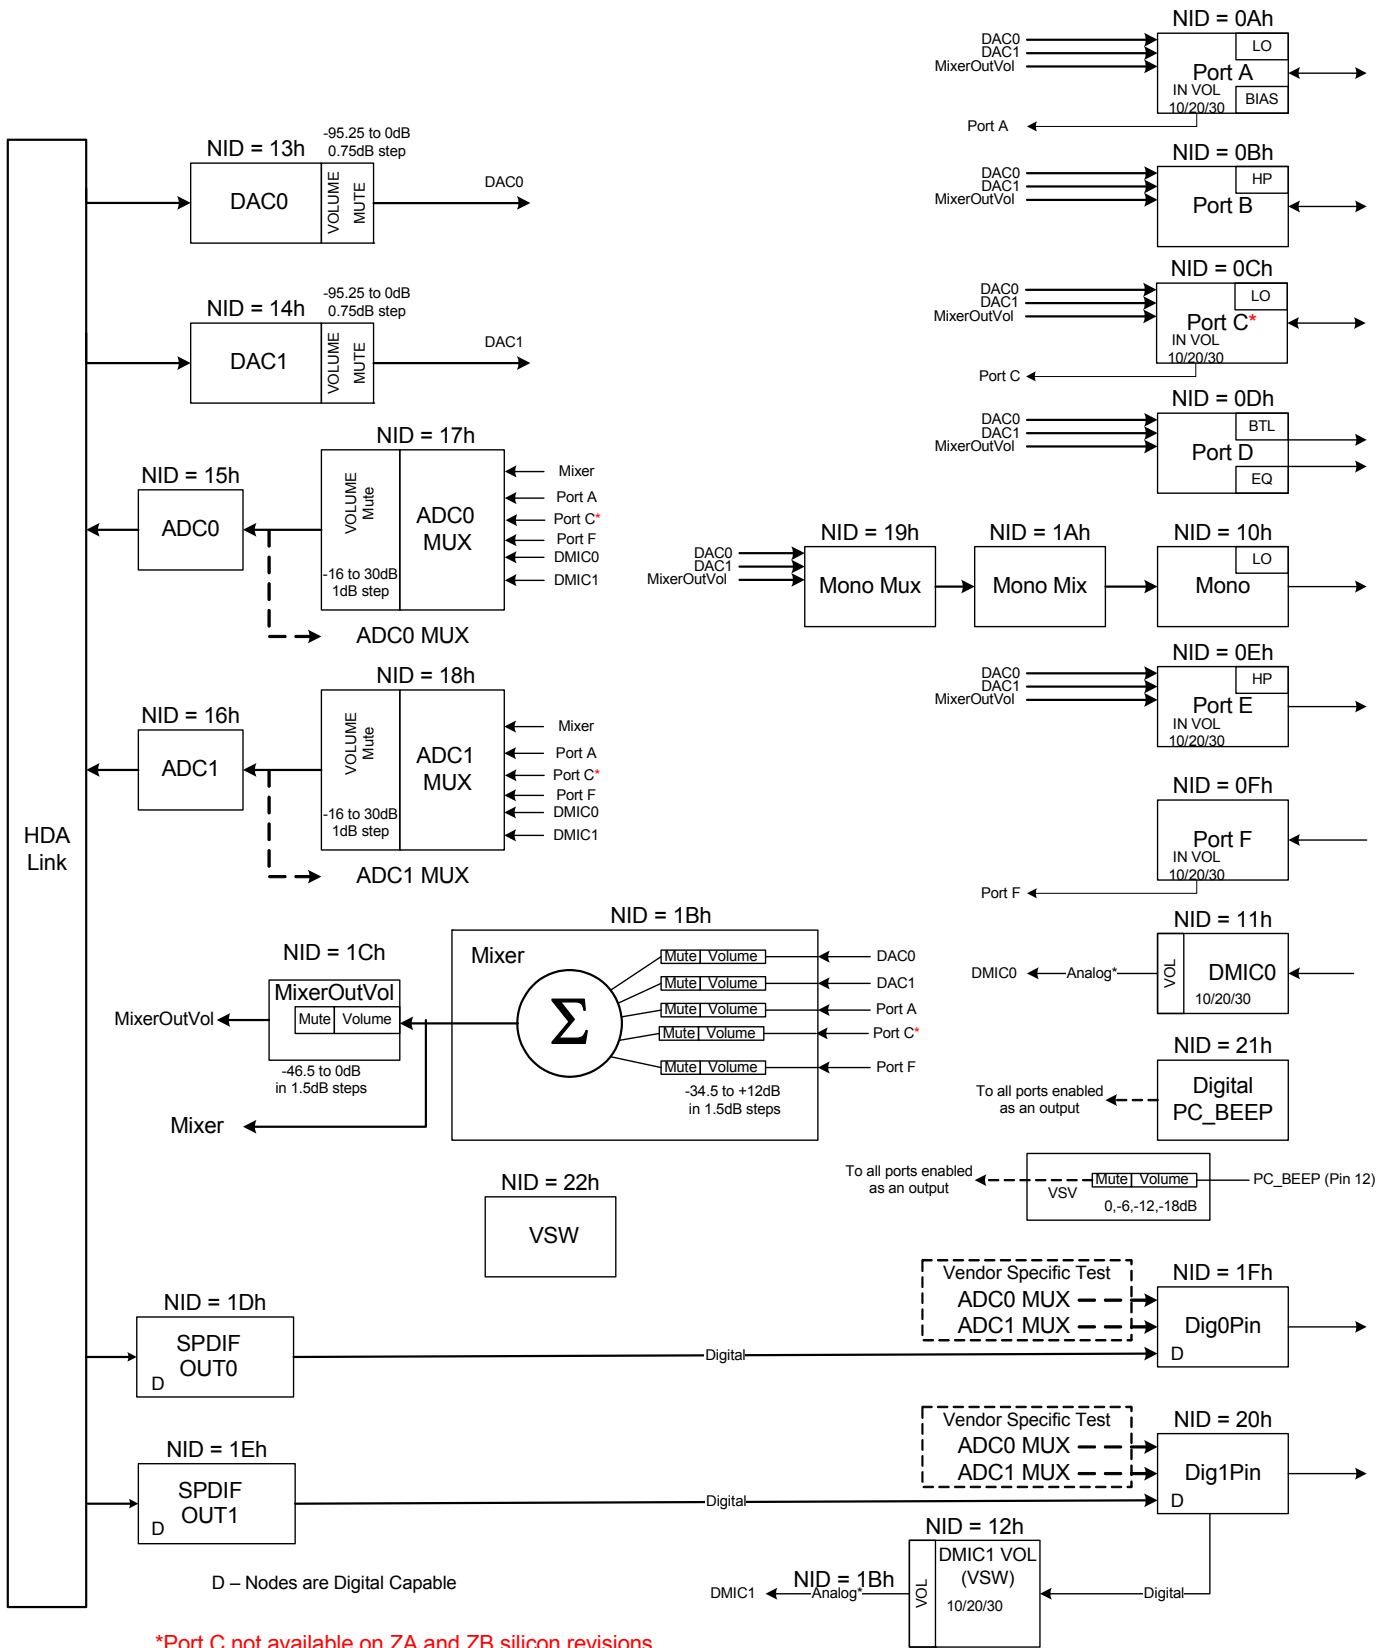 NID = 0Ah
DAC0
DAC1
MixerOutVol
LO
Port A
IN VOL
10/20/30
BIAS
Port A
NID = 13h
-95.25 to 0dB
0.75dB step
DAC0
VOLUME
MUTE
DAC0
NID = 0Bh
DAC0
DAC1
MixerOutVol
HP
Port B
NID = 14h
-95.25 to 0dB
0.75dB step
DAC1
VOLUME
MUTE
DAC1
NID = 0Ch
DAC0
DAC1
MixerOutVol
LO
Port C*
IN VOL
10/20/30
Port C
NID = 0Dh
DAC0
DAC1
MixerOutVol
BTL
Port D
EQ
NID = 17h
NID = 15h
ADC0
VOLUME
Mute
-16 to 30dB
1dB step
ADC0
MUX
Mixer
Port A
Port C*
Port F
DMIC0
DMIC1
ADC0 MUX
NID = 19h
NID = 1Ah
NID = 10h
DAC0
DAC1
MixerOutVol
Mono Mux
Mono Mix
LO
Mono
NID = 18h
NID = 16h
ADC1
VOLUME
Mute
-16 to 30dB
1dB step
ADC1
MUX
Mixer
Port A
Port C*
Port F
DMIC0
DMIC1
ADC1 MUX
NID = 0Eh
DAC0
DAC1
MixerOutVol
HP
Port E
IN VOL
10/20/30
HDA
Link
NID = 0Fh
Port F
IN VOL
10/20/30
Port F
NID = 1Bh
NID = 1Ch
MixerOutVol
Mute Volume
MixerOutVol
-46.5 to 0dB
in 1.5dB steps
Mixer
Mixer
Σ
Mute Volume
DAC0
Mute Volume
DAC1
Mute Volume
Port A
Mute Volume
Port C*
Mute Volume
Port F
-34.5 to +12dB
in 1.5dB steps
NID = 11h
DMIC0
Analog*
VOL
DMIC0
10/20/30
NID = 21h
To all ports enabled
as an output
Digital
PC_BEEP
To all ports enabled
as an output
VSV
Mute Volume
0,-6,-12,-18dB
PC_BEEP (Pin 12)
NID = 22h
VSW
NID = 1Dh
SPDIF
OUT0
D
Digital
Vendor Specific Test
ADC0 MUX
ADC1 MUX
NID = 1Fh
Dig0Pin
D
NID = 1Eh
SPDIF
OUT1
D
Digital
Vendor Specific Test
ADC0 MUX
ADC1 MUX
NID = 20h
Dig1Pin
D
NID = 12h
DMIC1 VOL
(VSW)
10/20/30
VOL
Digital
DMIC1
NID = 1Bh
Analog*
D – Nodes are Digital Capable
*Port C not available on ZA and ZB silicon revisions